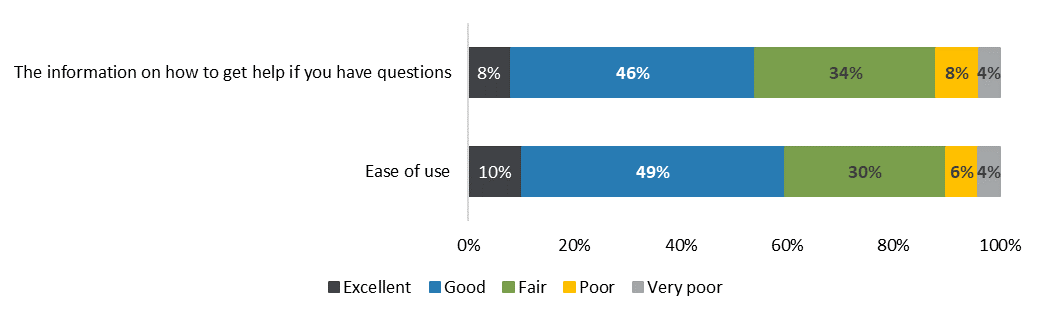 The information on how to get help if you have questions 8% 46% 34% 8% 4%
Ease of use 10% 49% 30% 6% 4%
0% 20% 40% 60% 80% 100%
Excellent Good Fair Poor Very poor